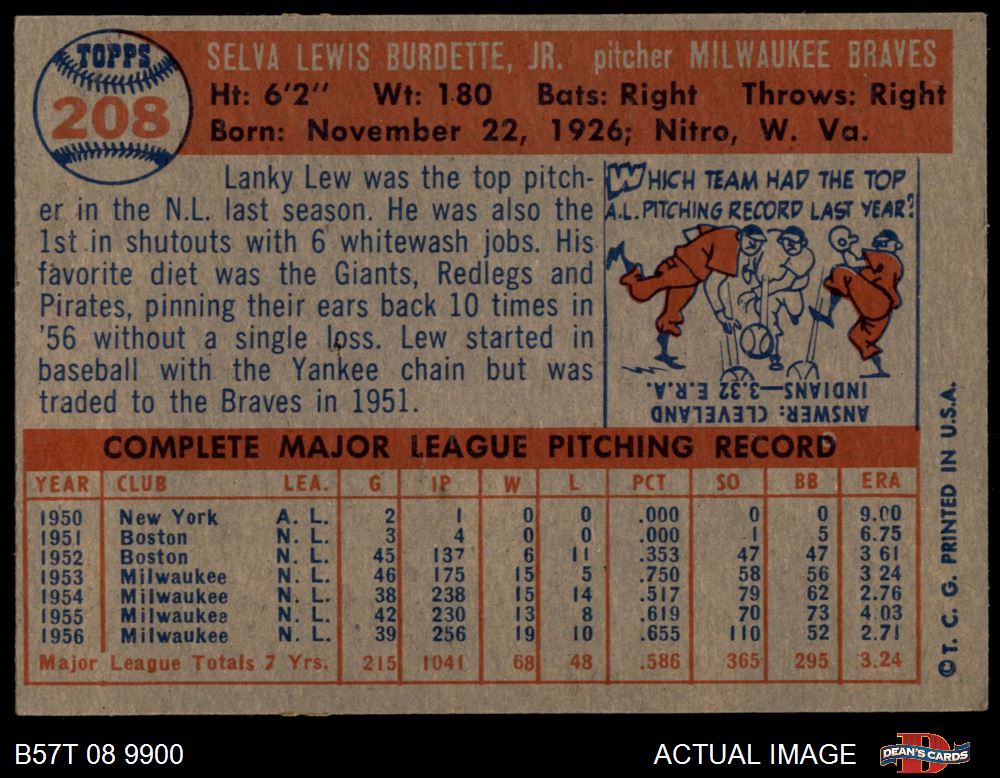 TOPPS
208
SELVA LEWIS BURDETTE, JR. pitcher MILWAUKEE BRAVES
Ht: 6'2" Wt: 180 Bats: Right Throws: Right
Born: November 22, 1926; Nitro, W. Va.
Lanky Lew was the top pitch-
er in the N.L. last season. He was also the
1st in shutouts with 6 whitewash jobs. His
favorite diet was the Giants, Redlegs and
Pirates, pinning their ears back 10 times in
'56 without a single loss. Lew started in
baseball with the Yankee chain but was
traded to the Braves in 1951.
WHICH TEAM HAD THE TOP
A.L. PITCHING RECORD LAST YEAR?
ANSWER: CLEVELAND
INDIANS—3.32 E.R.A.
COMPLETE MAJOR LEAGUE PITCHING RECORD
YEAR CLUB LEA. G IP W L PCT SO BB ERA
1950 New York A. L. 2 1 0 0 .000 0 0 9.00
1951 Boston N. L. 3 4 0 0 .000 1 5 6.75
1952 Boston N. L. 45 137 6 11 .353 47 47 3 61
1953 Milwaukee N. L. 46 175 15 5 .750 58 56 3 24
1954 Milwaukee N. L. 38 238 15 14 .517 79 62 2.76
1955 Milwaukee N. L. 42 230 13 8 .619 70 73 4.03
1956 Milwaukee N. L. 39 256 19 10 .655 110 52 2.71
Major League Totals 7 Yrs. 215 1041 68 48 .586 365 295 3.24
© T. C. G. PRINTED IN U.S.A.
B57T 08 9900
ACTUAL IMAGE
DEAN'S CARDS